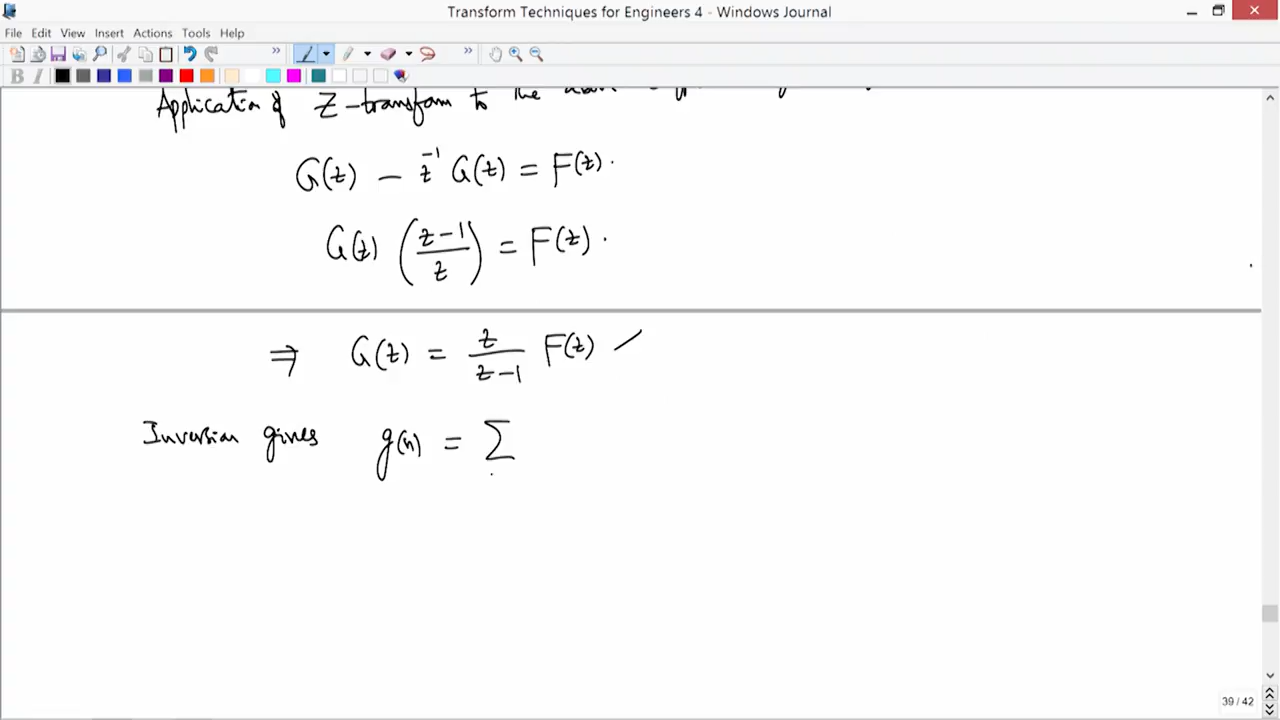 Transform Techniques for Engineers 4 - Windows Journal
File Edit View Insert Actions Tools Help
B I
Application of Z-transform to the
G(z) − z⁻¹ G(z) = F(z).
G(z) ((z−1)/z) = F(z).
⇒ G(z) = z/(z−1) F(z)
Inversion gives g(n) = Σ
39 / 42